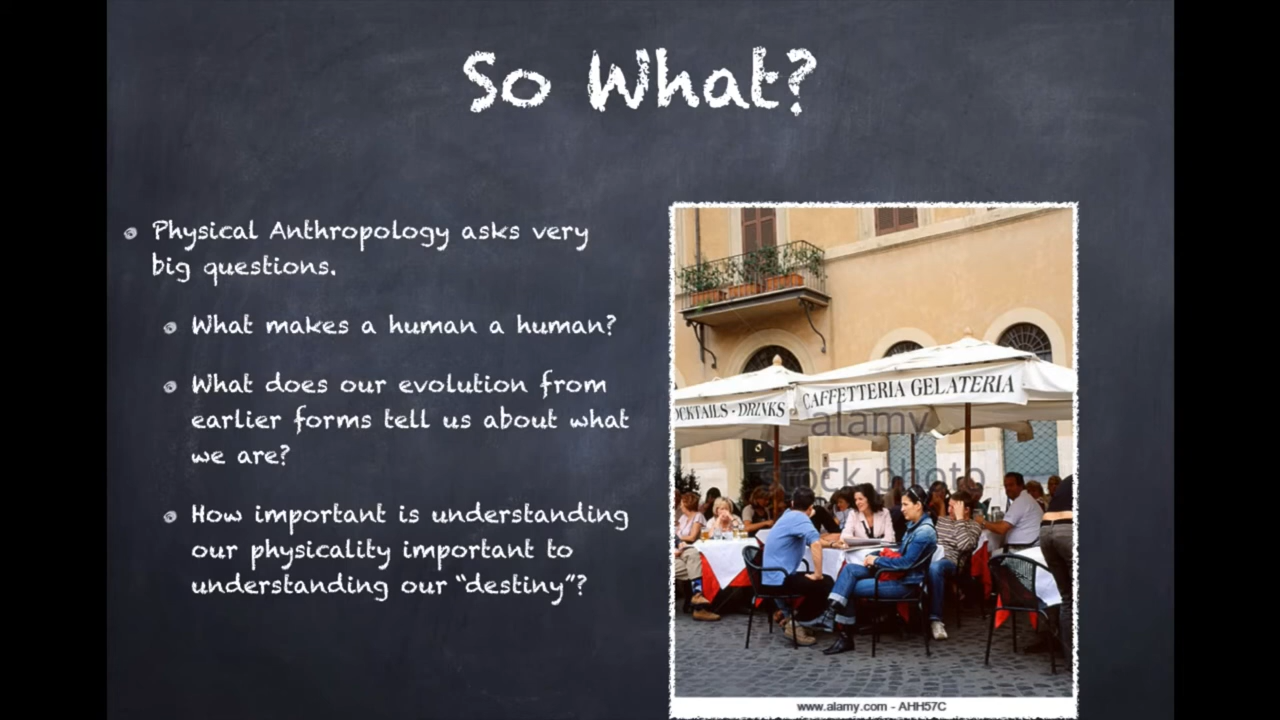 So What?
Physical Anthropology asks very
big questions.
What makes a human a human?
What does our evolution from
earlier forms tell us about what
we are?
How important is understanding
our physicality important to
understanding our “destiny”?
OCKTAILS - DRINKS
CAFFETTERIA GELATERIA
alamy
stock photo
www.alamy.com - AHH57C